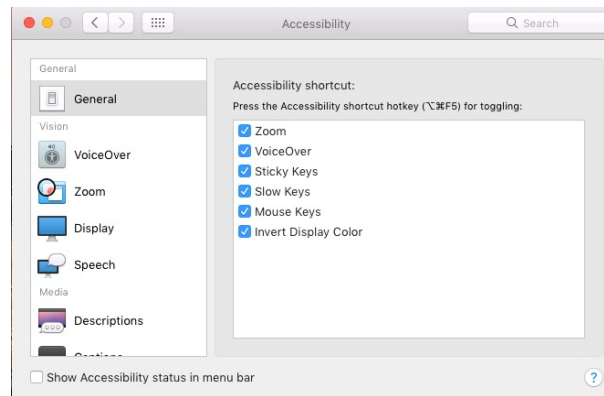 Accessibility
Search
General
General
Vision
VoiceOver
Zoom
Display
Speech
Media
Descriptions
Accessibility shortcut:
Press the Accessibility shortcut hotkey (⌥⌘F5) for toggling:
Zoom
VoiceOver
Sticky Keys
Slow Keys
Mouse Keys
Invert Display Color
Show Accessibility status in menu bar
?